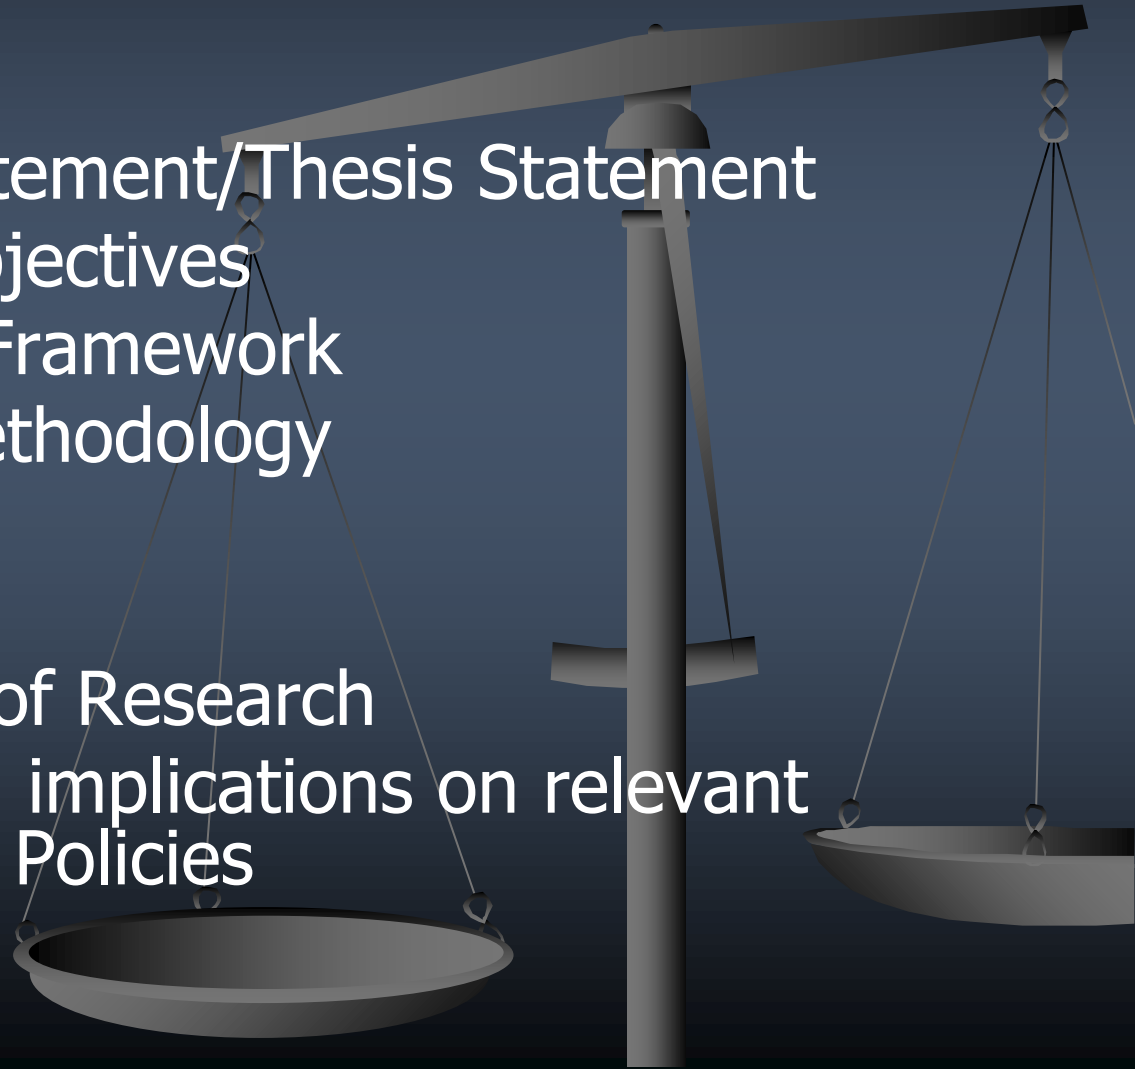 tement/Thesis Statement
jectives
Framework
ethodology
of Research
implications on relevant
Policies